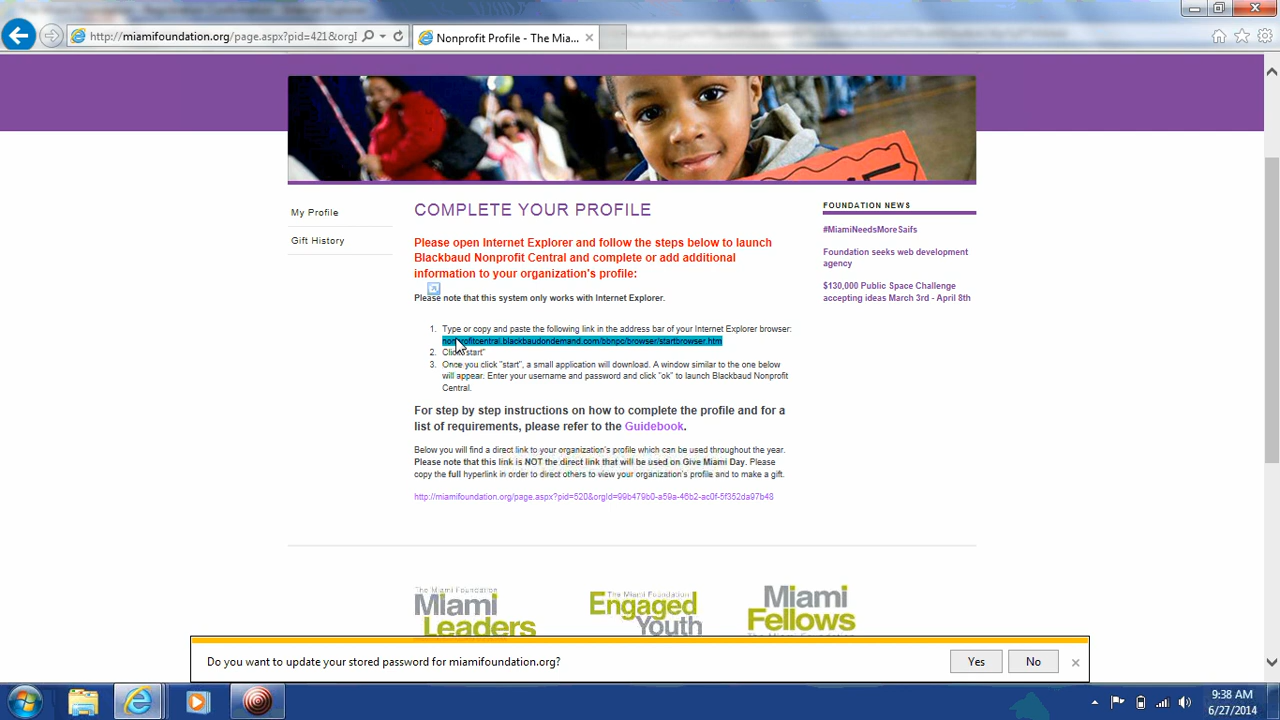 http://miamifoundation.org/page.aspx?pid=421&orgI
Nonprofit Profile - The Mia...
My Profile
Gift History
COMPLETE YOUR PROFILE
Please open Internet Explorer and follow the steps below to launch
Blackbaud Nonprofit Central and complete or add additional
information to your organization's profile:
Please note that this system only works with Internet Explorer.
1. Type or copy and paste the following link in the address bar of your Internet Explorer browser:
nonprofitcentral.blackbaudondemand.com/bbnpc/browser/startbrowser.htm
2. Click "start"
3. Once you click "start", a small application will download. A window similar to the one below
will appear. Enter your username and password and click "ok" to launch Blackbaud Nonprofit
Central.
For step by step instructions on how to complete the profile and for a
list of requirements, please refer to the Guidebook.
Below you will find a direct link to your organization's profile which can be used throughout the year.
Please note that this link is NOT the direct link that will be used on Give Miami Day. Please
copy the full hyperlink in order to direct others to view your organization's profile and to make a gift.
http://miamifoundation.org/page.aspx?pid=520&orgId=99b479b0-a59a-46b2-ac0f-5f352da97b48
FOUNDATION NEWS
#MiamiNeedsMoreSaifs
Foundation seeks web development
agency
$130,000 Public Space Challenge
accepting ideas March 3rd - April 8th
The Miami Foundation
Miami
Leaders
The Miami Foundation
Engaged
Youth
Miami
Fellows
The Miami Foundation
Do you want to update your stored password for miamifoundation.org?
Yes
No
9:38 AM
6/27/2014